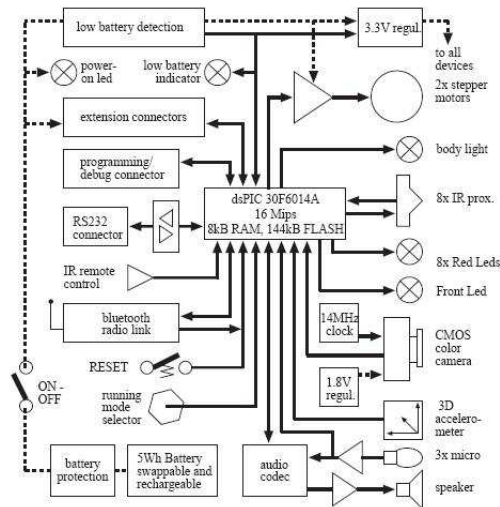 low battery detection
3.3V regul.
power-
on led
low battery
indicator
to all
devices
2x stepper
motors
extension connectors
programming/
debug connector
body light
dsPIC 30F6014A
16 Mips
8kB RAM, 144kB FLASH
8x IR prox.
RS232
connector
8x Red Leds
IR remote
control
Front Led
bluetooth
radio link
14MHz
clock
CMOS
color
camera
RESET
1.8V
regul.
ON -
OFF
running
mode
selector
3D
accelero-
meter
battery
protection
5Wh Battery
swappable and
rechargeable
audio
codec
3x micro
speaker